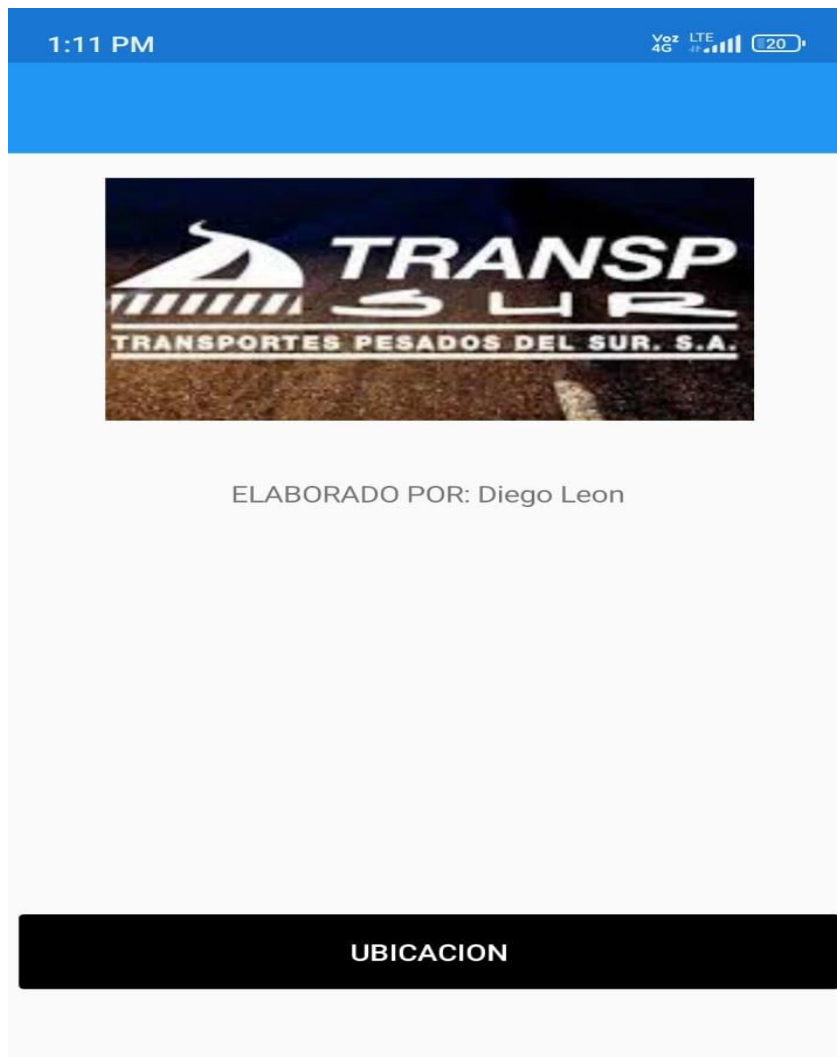 1:11 PM
Voz 4G LTE 20
TRANSP
SUR
TRANSPORTES PESADOS DEL SUR. S.A.
ELABORADO POR: Diego Leon
UBICACION